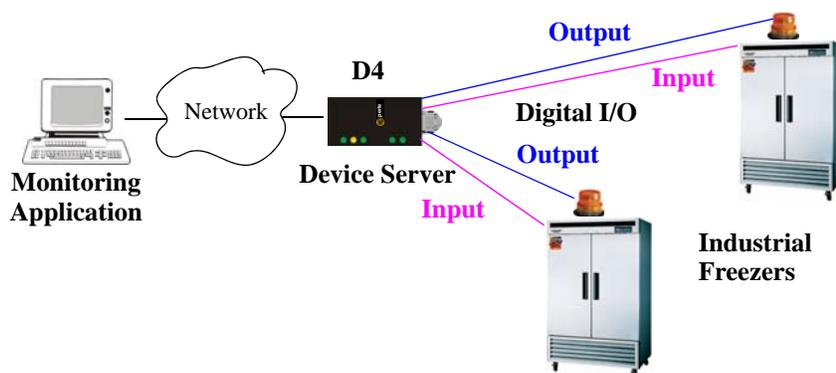 Output
D4
Input
Network
Digital I/O
Output
Device Server
Monitoring
Application
Input
Industrial
Freezers